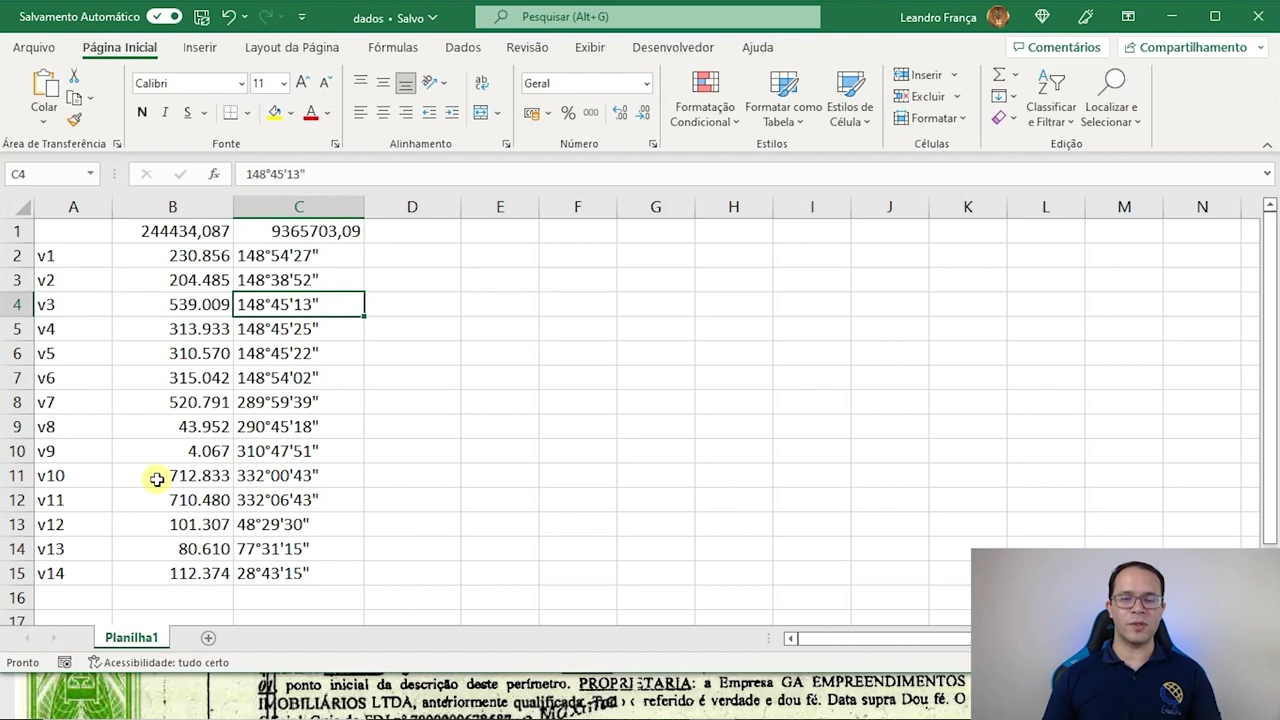 Salvamento Automático
dados • Salvo
Pesquisar (Alt+G)
Leandro França
Arquivo Página Inicial Inserir Layout da Página Fórmulas Dados Revisão Exibir Desenvolvedor Ajuda Comentários Compartilhamento
Colar
Área de Transferência
Calibri 11
N I S A
Fonte
Alinhamento
Geral
% 000
Número
Formatação Condicional
Formatar como Tabela
Estilos de Célula
Estilos
Inserir
Excluir
Formatar
Células
Classificar e Filtrar
Localizar e Selecionar
Edição
C4 fx 148°45'13"
A B C D E F G H I J K L M N
1 244434,087 9365703,09
2 v1 230.856 148°54'27"
3 v2 204.485 148°38'52"
4 v3 539.009 148°45'13"
5 v4 313.933 148°45'25"
6 v5 310.570 148°45'22"
7 v6 315.042 148°54'02"
8 v7 520.791 289°59'39"
9 v8 43.952 290°45'18"
10 v9 4.067 310°47'51"
11 v10 712.833 332°00'43"
12 v11 710.480 332°06'43"
13 v12 101.307 48°29'30"
14 v13 80.610 77°31'15"
15 v14 112.374 28°43'15"
16
17
Planilha1
Pronto Acessibilidade: tudo certo
ponto inicial da descrição deste perímetro. PROPRIETARIA: a Empresa GA EMPREENDIMENTOS
IMOBILIÁRIOS LTDA, anteriormente qualificada. referido é verdade e dou fé. Data supra Dou fé. O